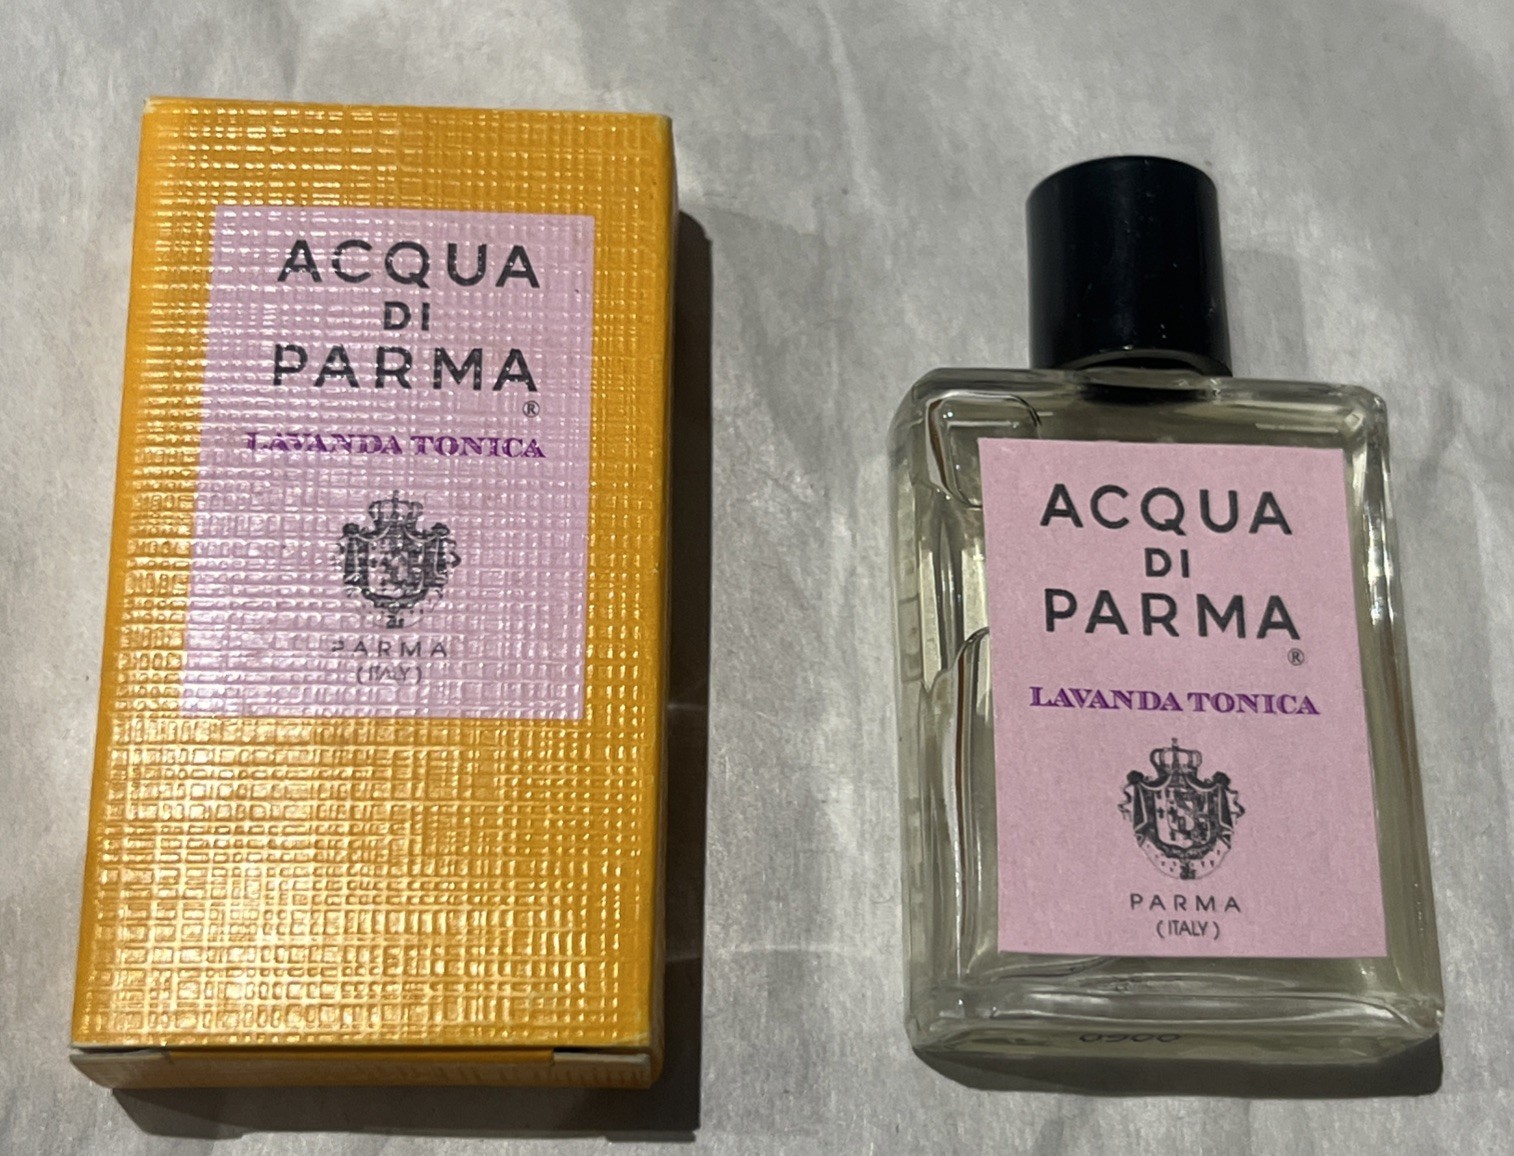 ACQUA
DI
PARMA
®
LAVANDA TONICA
PARMA
(ITALY)
ACQUA
DI
PARMA
®
LAVANDA TONICA
PARMA
(ITALY)